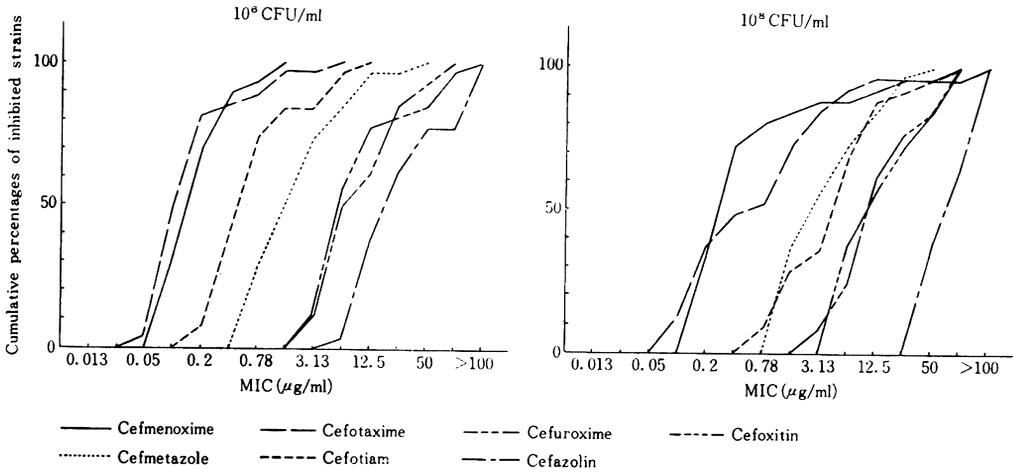 10⁶ CFU/ml
10⁸ CFU/ml
Cumulative percentages of inhibited strains
100
50
0
0.013 0.05 0.2 0.78 3.13 12.5 50 >100
MIC (μg/ml)
100
50
0
0.013 0.05 0.2 0.78 3.13 12.5 50 >100
MIC (μg/ml)
Cefmenoxime Cefotaxime Cefuroxime Cefoxitin
Cefmetazole Cefotiam Cefazolin